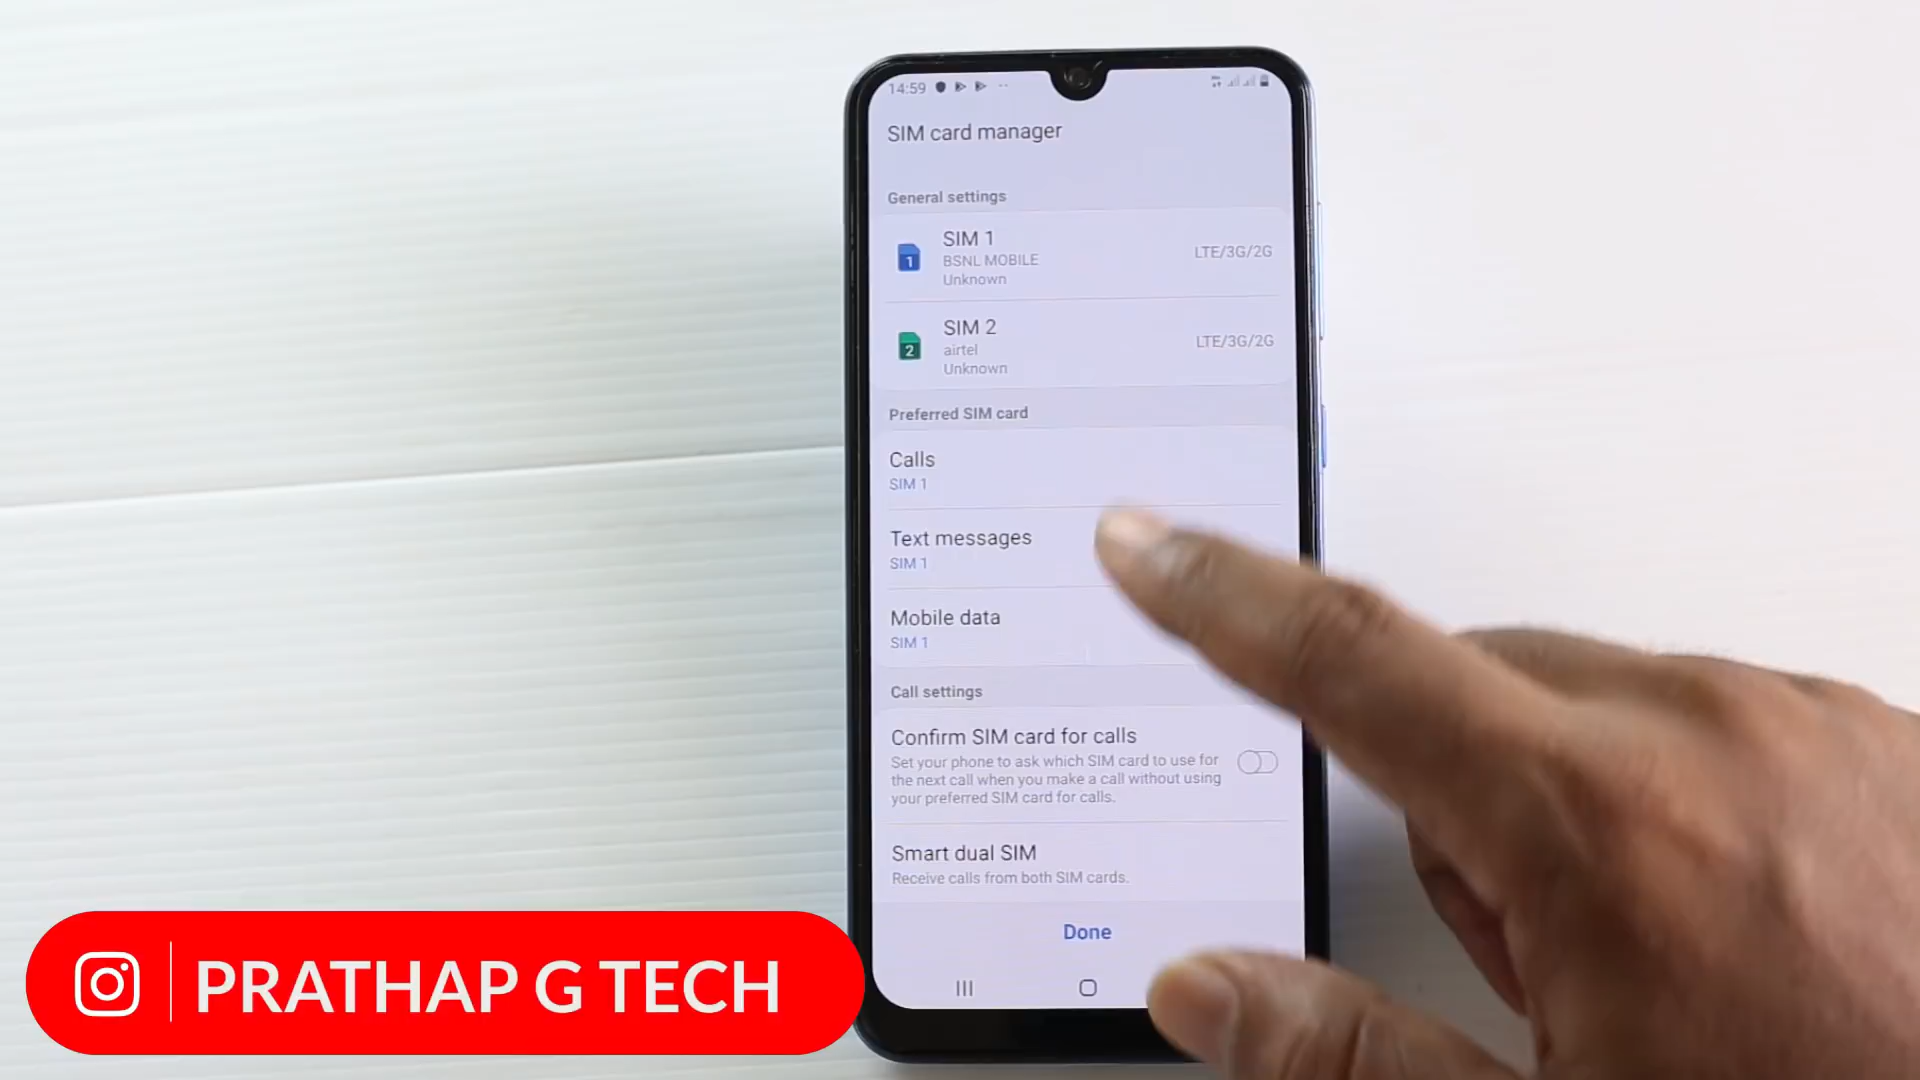 14:59
SIM card manager
General settings
1
SIM 1
BSNL MOBILE
Unknown
LTE/3G/2G
2
SIM 2
airtel
Unknown
LTE/3G/2G
Preferred SIM card
Calls
SIM 1
Text messages
SIM 1
Mobile data
SIM 1
Call settings
Confirm SIM card for calls
Set your phone to ask which SIM card to use for
the next call when you make a call without using
your preferred SIM card for calls.
Smart dual SIM
Receive calls from both SIM cards.
Done
PRATHAP G TECH